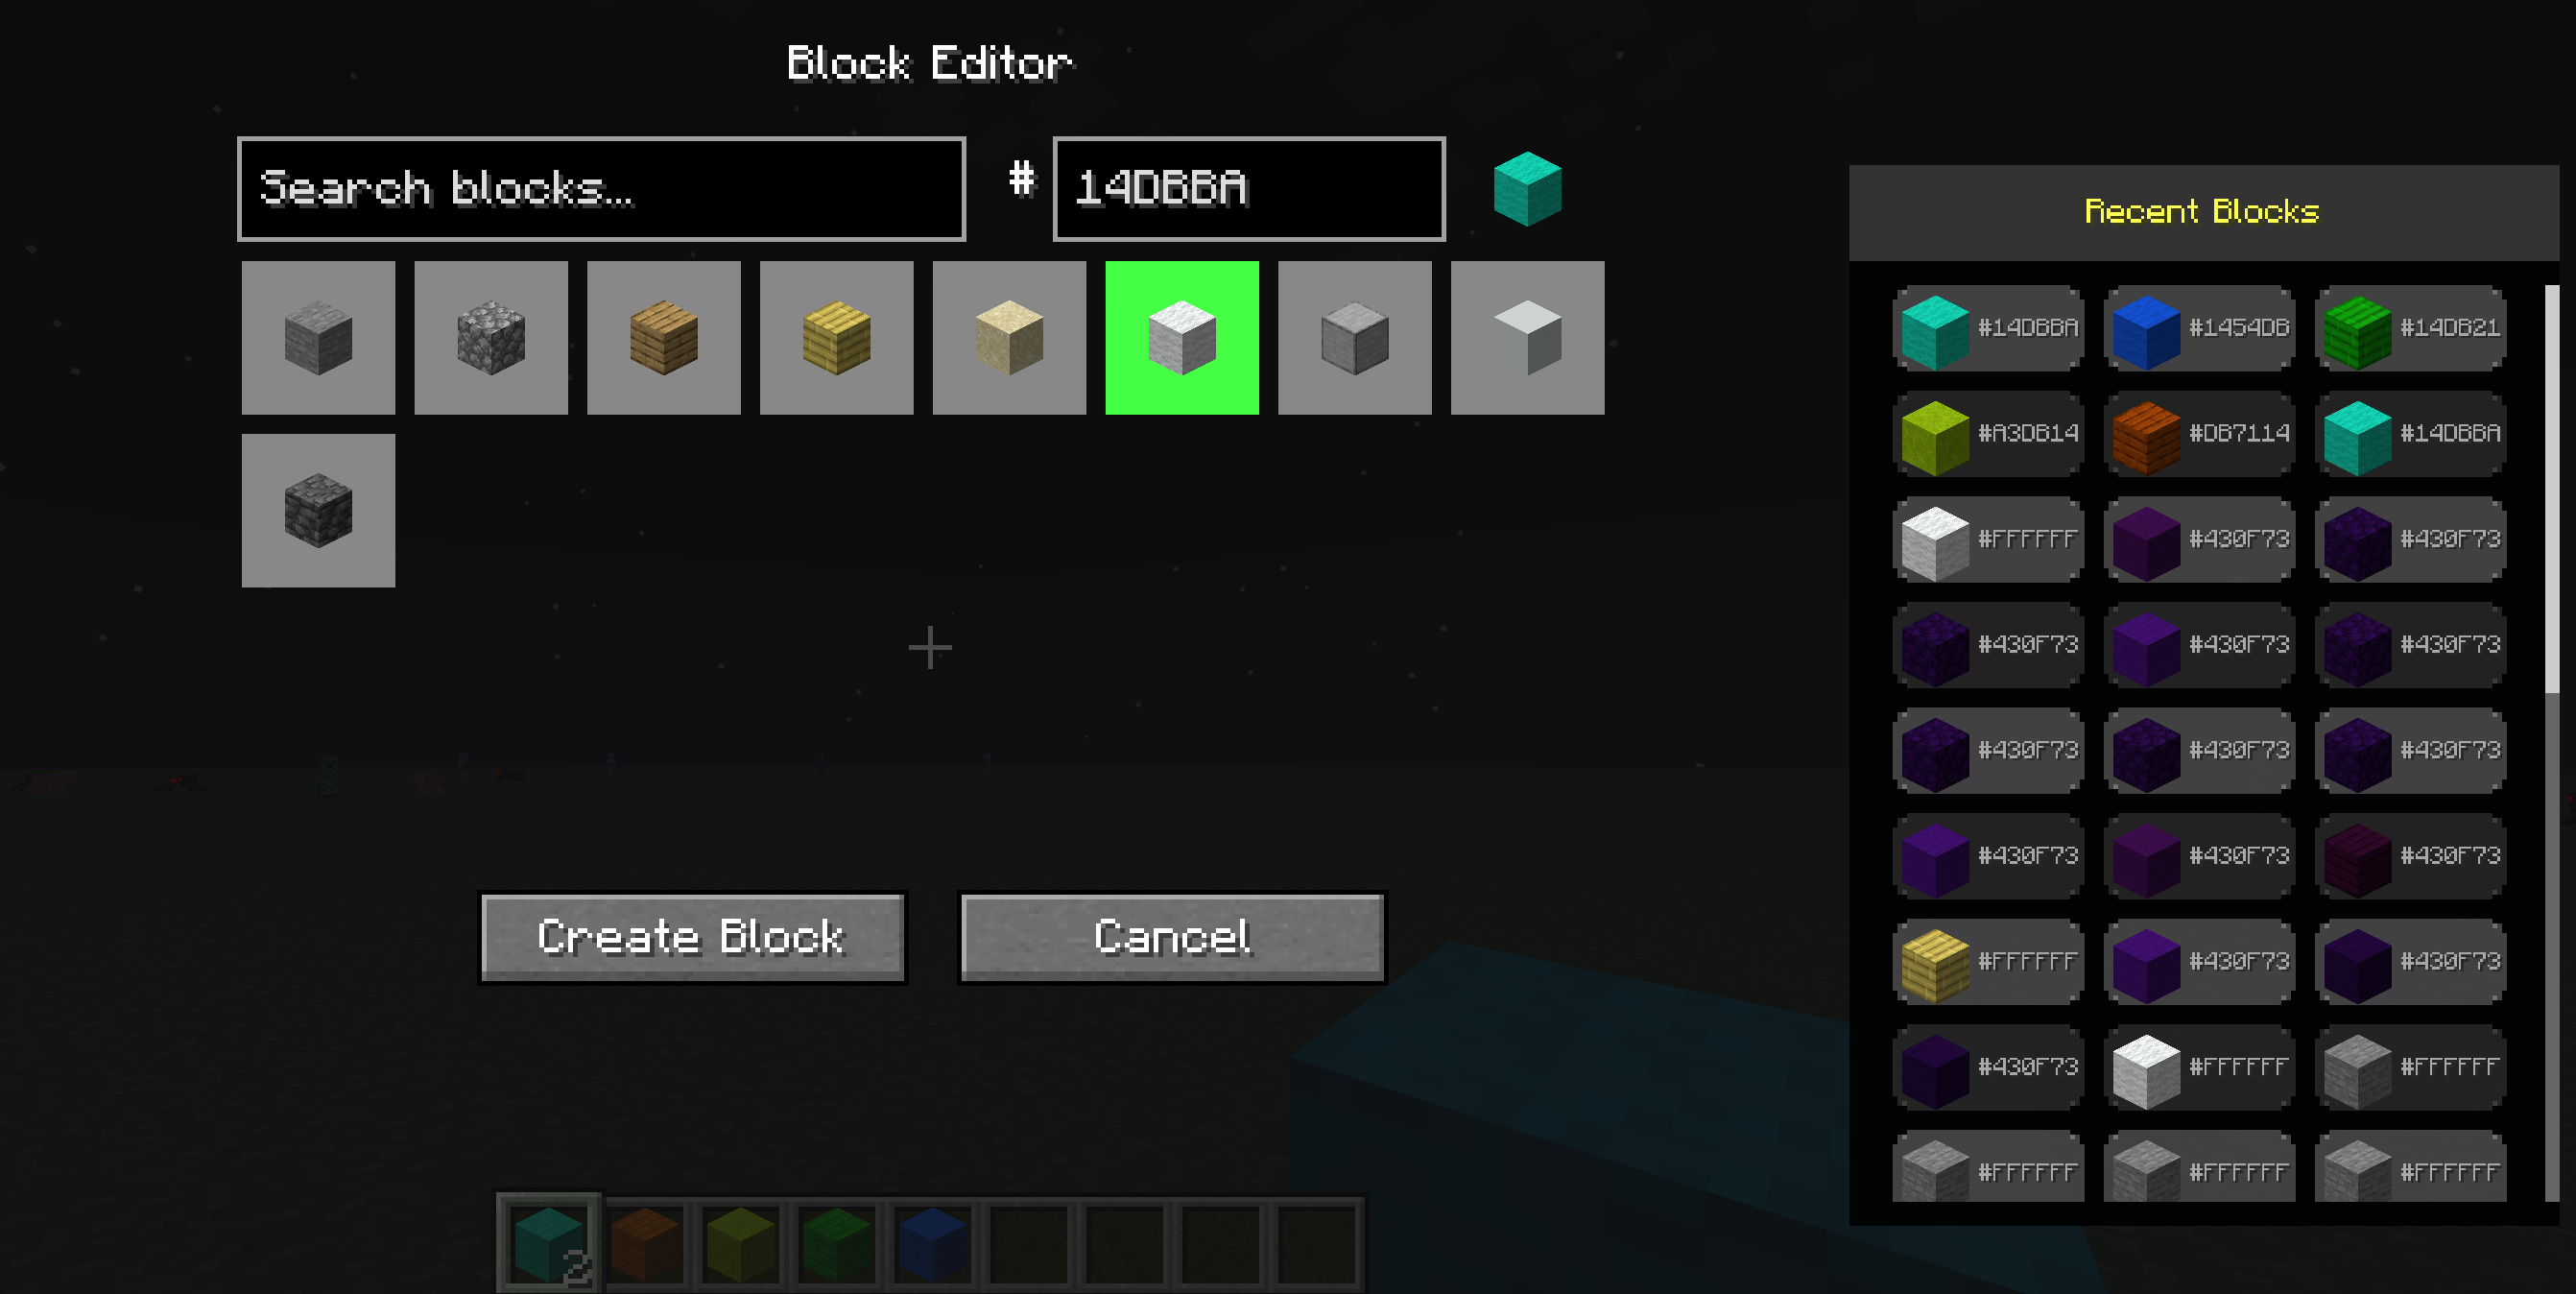 Block Editor
Search blocks...
# 14DBBA
Recent Blocks
#14DBBA #1454DB #14DB21
#A3DB14 #DB7114 #14DBBA
#FFFFFF #430F73 #430F73
#430F73 #430F73 #430F73
#430F73 #430F73 #430F73
#430F73 #430F73 #430F73
#FFFFFF #430F73 #430F73
#430F73 #FFFFFF #FFFFFF
#FFFFFF #FFFFFF #FFFFFF
Create Block
Cancel
2